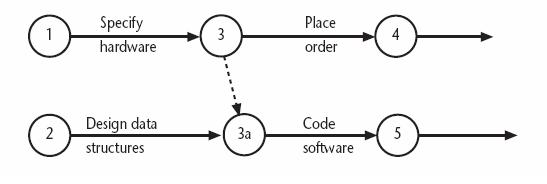 1
Specify
hardware
3
Place
order
4
2
Design data
structures
3a
Code
software
5